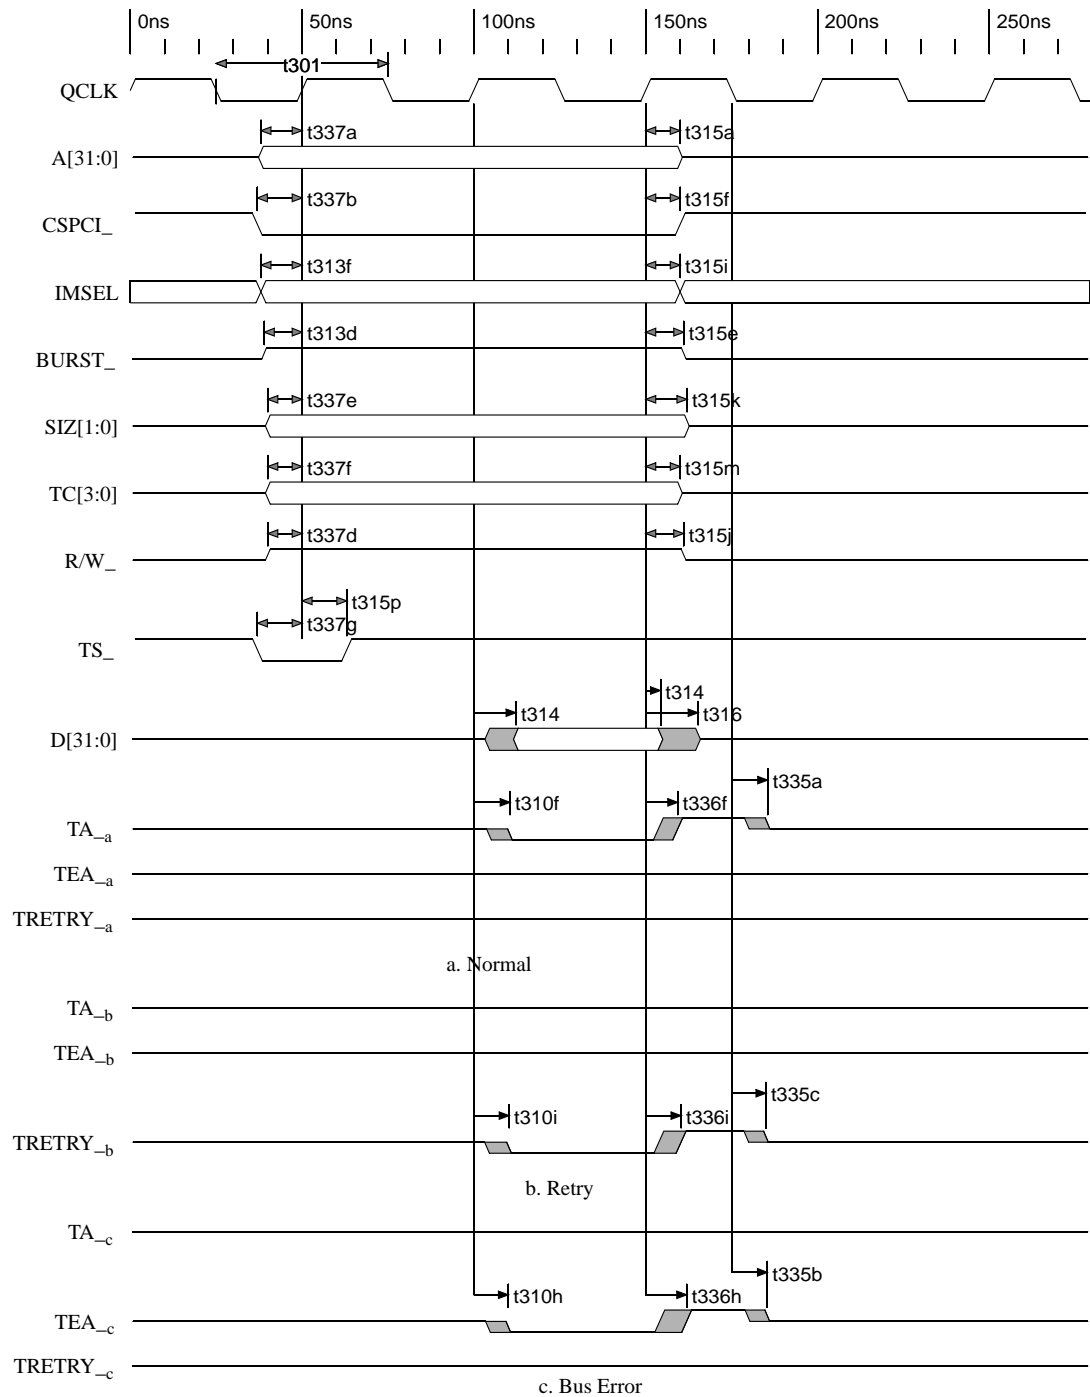 0ns 50ns 100ns 150ns 200ns 250ns
t301
QCLK
t337a t315a
A[31:0]
t337b t315f
CSPCI_
t313f t315i
IMSEL
t313d t315e
BURST_
t337e t315k
SIZ[1:0]
t337f t315m
TC[3:0]
t337d t315j
R/W_
t315p
t337g
TS_
t314
t314 t316
D[31:0]
t335a
t310f t336f
TA_a
TEA_a
TRETRY_a
a. Normal
TA_b
TEA_b
t335c
t310i t336i
TRETRY_b
b. Retry
TA_c
t335b
t310h t336h
TEA_c
TRETRY_c
c. Bus Error